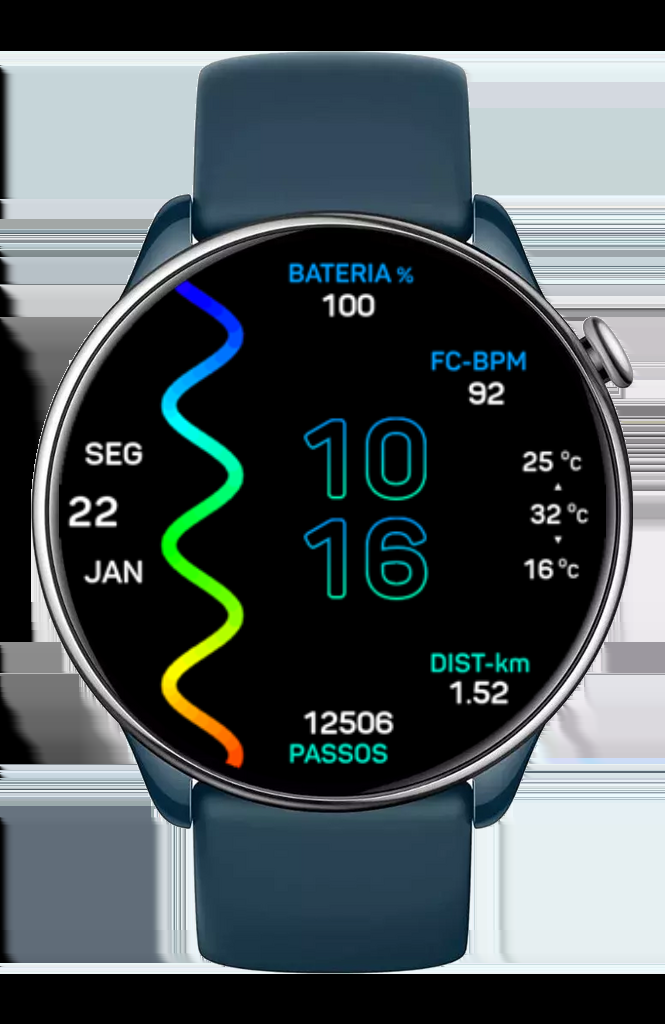 BATERIA %
100
FC-BPM
92
10
16
SEG
22
JAN
25 °C
▲
32 °C
▼
16 °C
DIST-km
1.52
12506
PASSOS